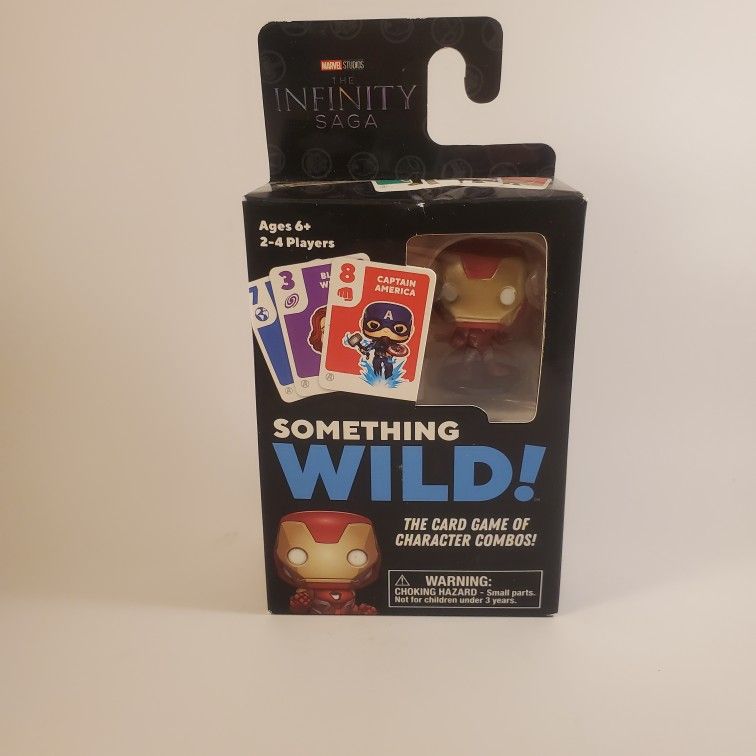 MARVEL STUDIOS
THE
INFINITY
SAGA
Ages 6+
2-4 Players
7
3
8
CAPTAIN
AMERICA
A
SOMETHING
WILD!
THE CARD GAME OF
CHARACTER COMBOS!
WARNING:
CHOKING HAZARD - Small parts.
Not for children under 3 years.